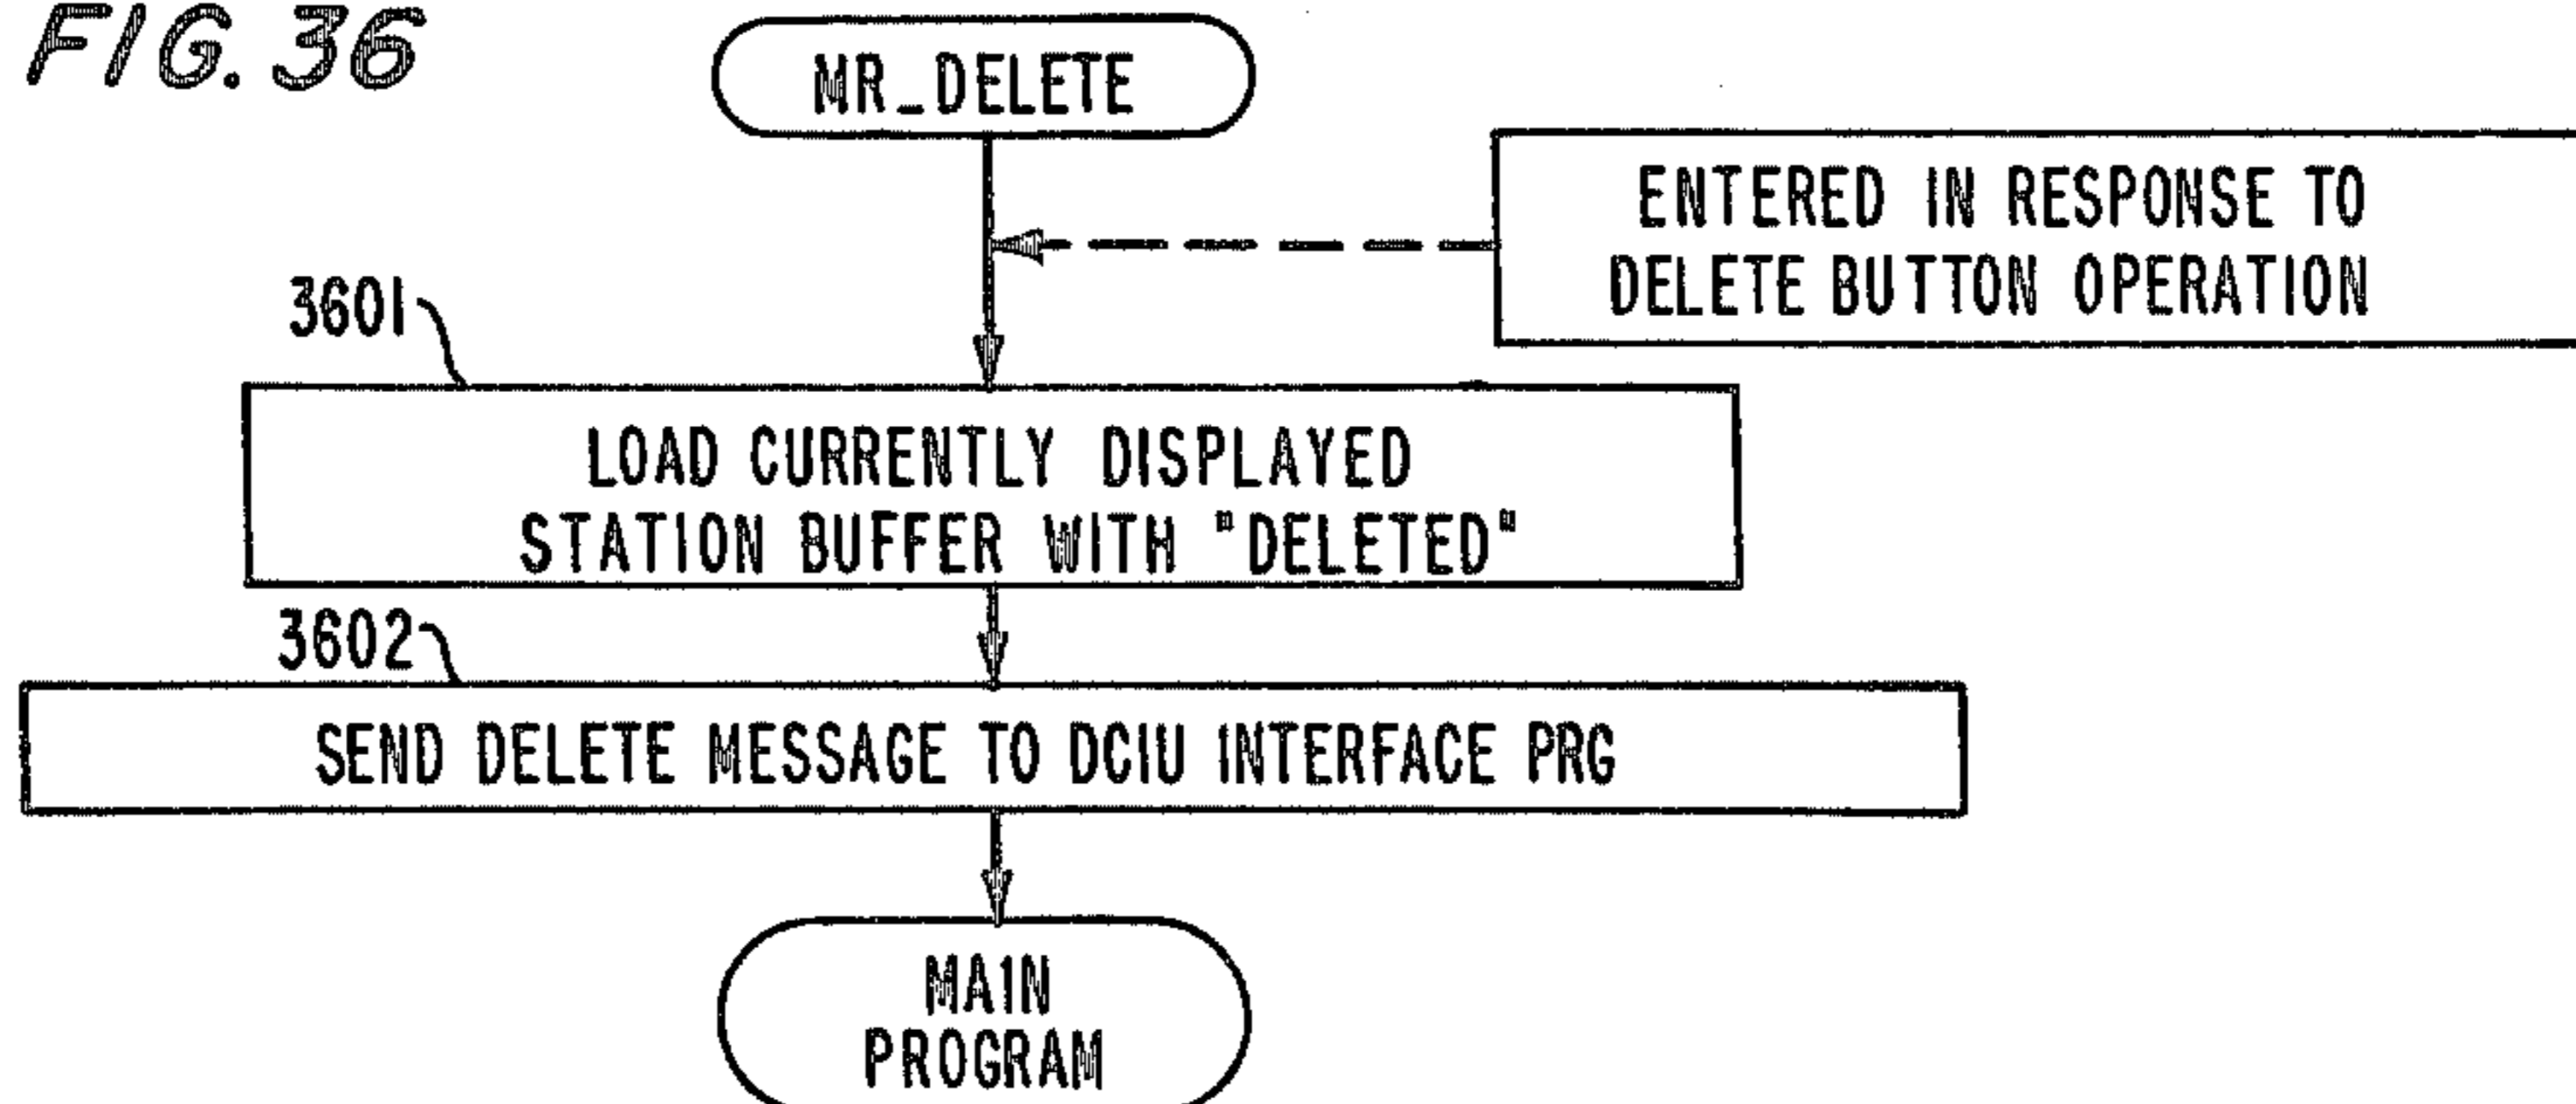 FIG. 36
MR_DELETE
ENTERED IN RESPONSE TO
DELETE BUTTON OPERATION
3601
LOAD CURRENTLY DISPLAYED
STATION BUFFER WITH "DELETED"
3602
SEND DELETE MESSAGE TO DCIU INTERFACE PRG
MAIN
PROGRAM